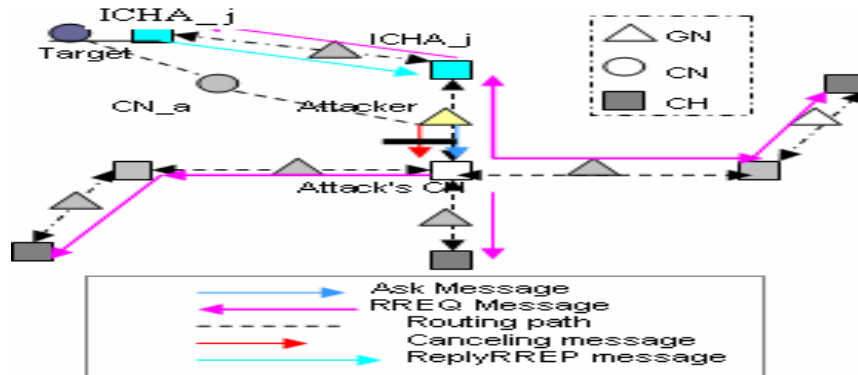 ICHA_ j
ICHA_j
Target
CN_a
Attacker
Attack's CN
GN
CN
CH
Ask Message
RREQ Message
Routing path
Canceling message
ReplyRREP message